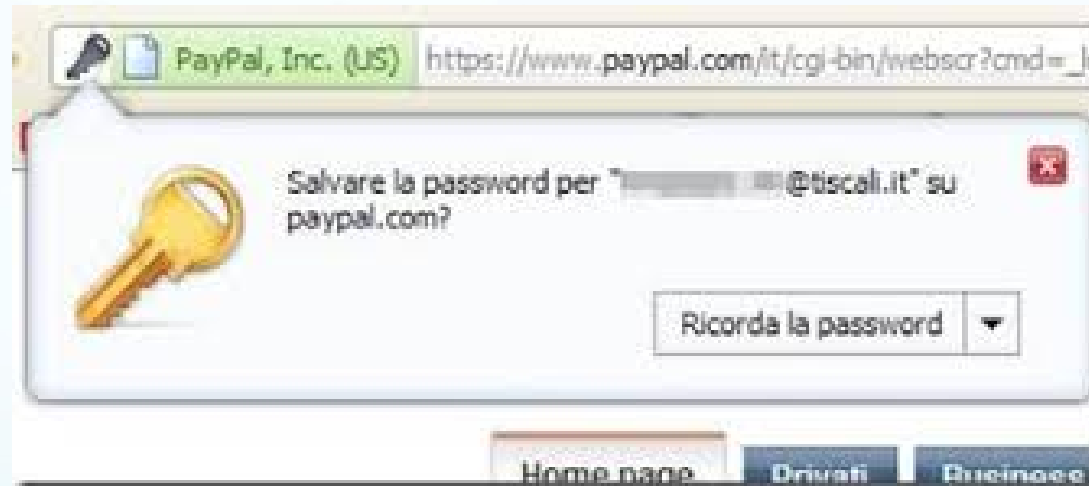 PayPal, Inc. (US) https://www.paypal.com/it/cgi-bin/webscr?cmd=_
Salvare la password per "@tiscali.it" su
paypal.com?
Ricorda la password
Home page Privati Business